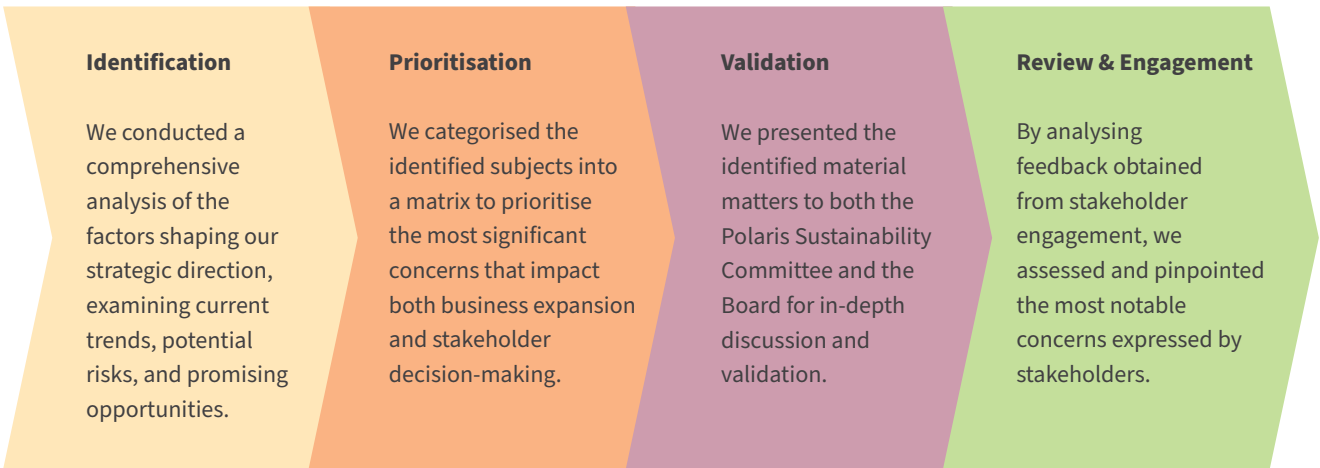 Identification
We conducted a
comprehensive
analysis of the
factors shaping our
strategic direction,
examining current
trends, potential
risks, and promising
opportunities.
Prioritisation
We categorised the
identified subjects into
a matrix to prioritise
the most significant
concerns that impact
both business expansion
and stakeholder
decision-making.
Validation
We presented the
identified material
matters to both the
Polaris Sustainability
Committee and the
Board for in-depth
discussion and
validation.
Review & Engagement
By analysing
feedback obtained
from stakeholder
engagement, we
assessed and pinpointed
the most notable
concerns expressed by
stakeholders.